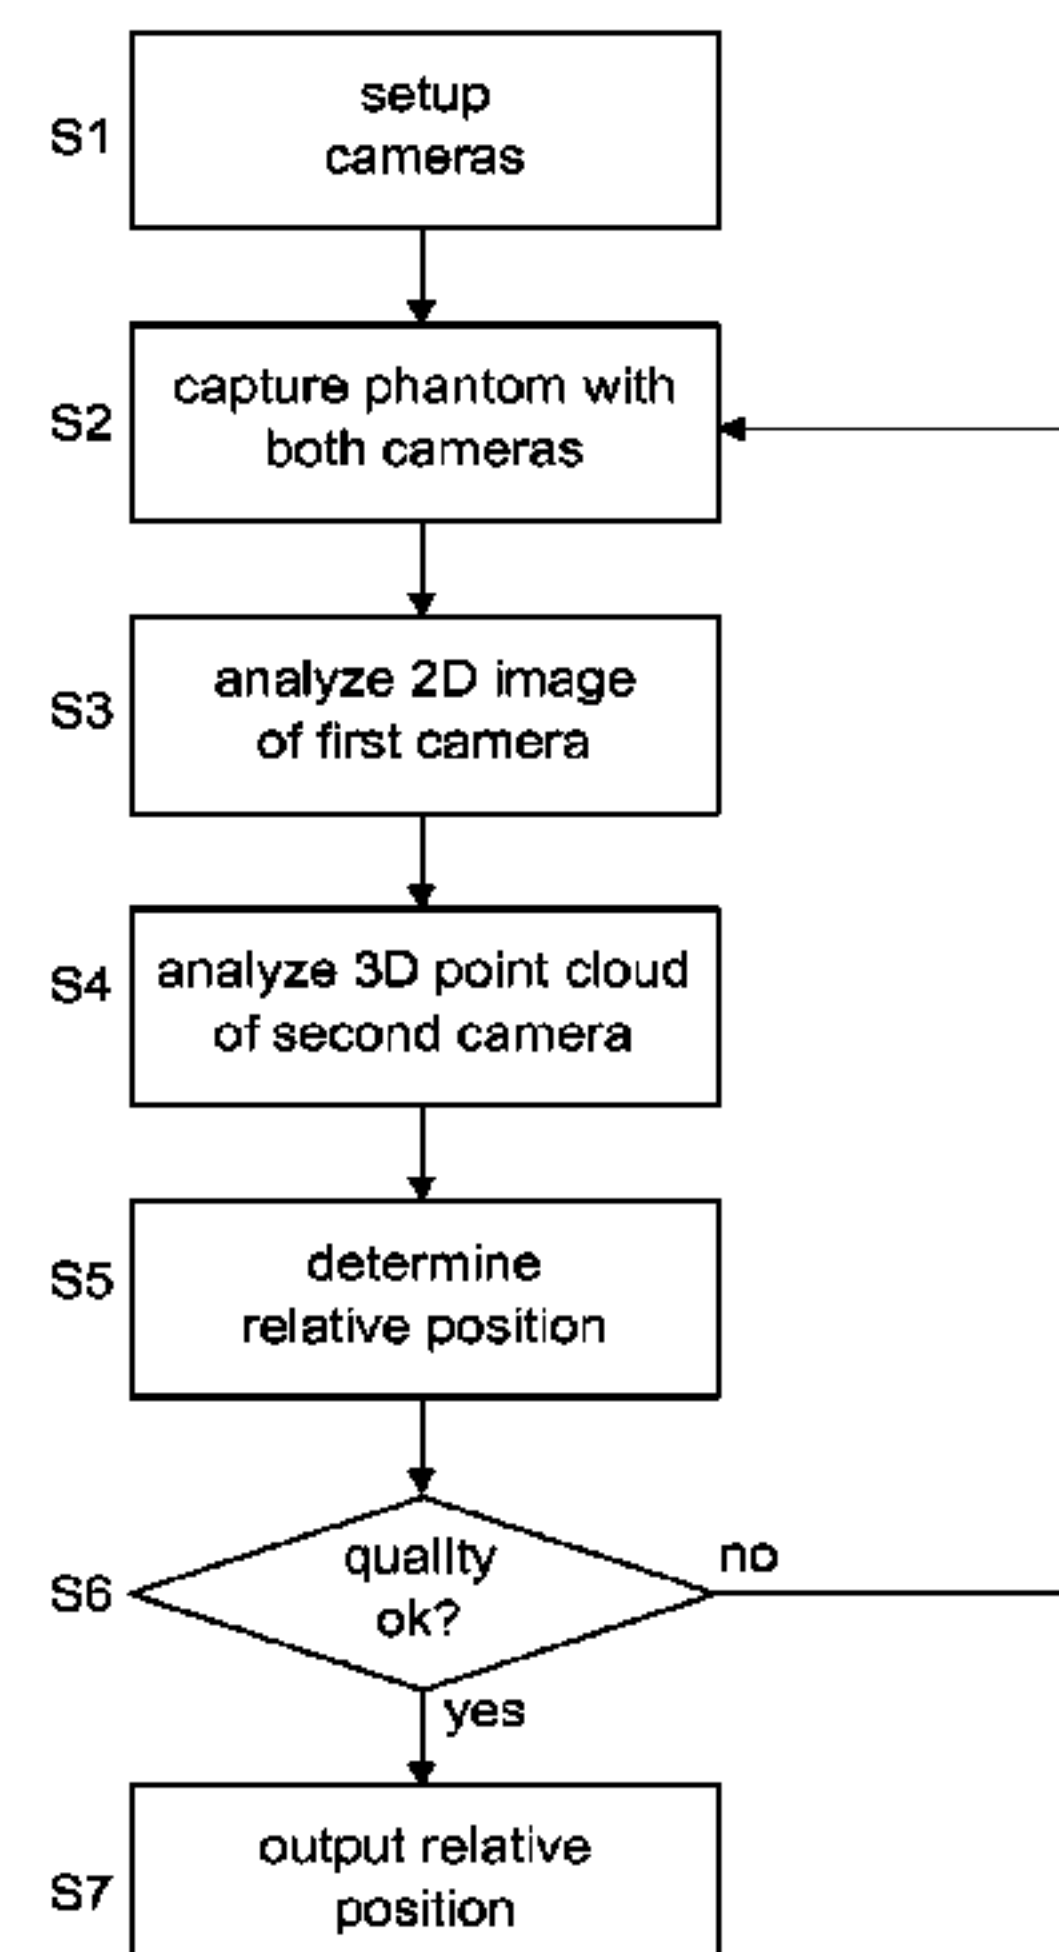 S1
setup
cameras
S2
capture phantom with
both cameras
S3
analyze 2D image
of first camera
S4
analyze 3D point cloud
of second camera
S5
determine
relative position
S6
quality
ok?
no
yes
S7
output relative
position